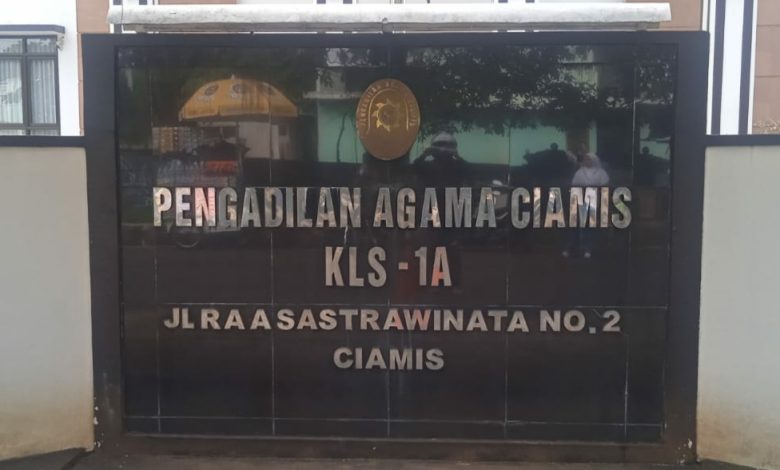 PENGADILAN AGAMA CIAMIS
KLS - 1A
JL RAA SASTRAWINATA NO. 2
CIAMIS